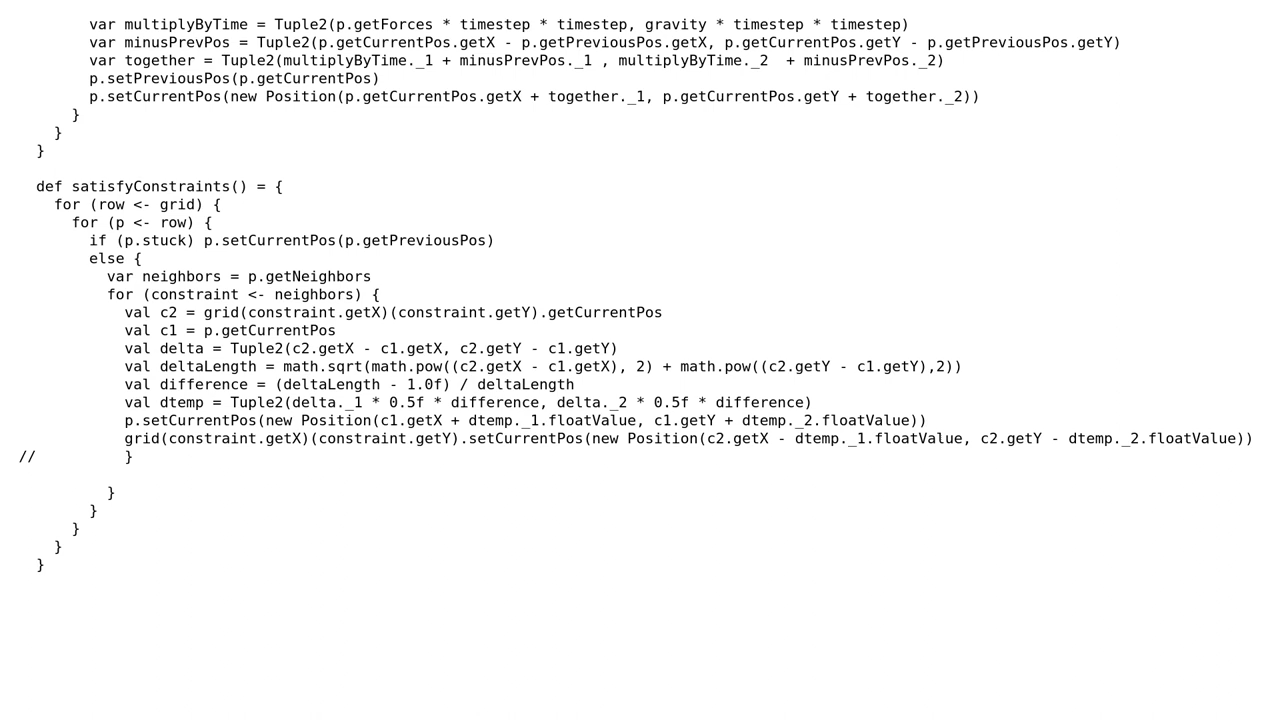 var multiplyByTime = Tuple2(p.getForces * timestep * timestep, gravity * timestep * timestep)
        var minusPrevPos = Tuple2(p.getCurrentPos.getX - p.getPreviousPos.getX, p.getCurrentPos.getY - p.getPreviousPos.getY)
        var together = Tuple2(multiplyByTime._1 + minusPrevPos._1 , multiplyByTime._2  + minusPrevPos._2)
        p.setPreviousPos(p.getCurrentPos)
        p.setCurrentPos(new Position(p.getCurrentPos.getX + together._1, p.getCurrentPos.getY + together._2))
      }
    }
  }

  def satisfyConstraints() = {
    for (row <- grid) {
      for (p <- row) {
        if (p.stuck) p.setCurrentPos(p.getPreviousPos)
        else {
          var neighbors = p.getNeighbors
          for (constraint <- neighbors) {
            val c2 = grid(constraint.getX)(constraint.getY).getCurrentPos
            val c1 = p.getCurrentPos
            val delta = Tuple2(c2.getX - c1.getX, c2.getY - c1.getY)
            val deltaLength = math.sqrt(math.pow((c2.getX - c1.getX), 2) + math.pow((c2.getY - c1.getY),2))
            val difference = (deltaLength - 1.0f) / deltaLength
            val dtemp = Tuple2(delta._1 * 0.5f * difference, delta._2 * 0.5f * difference)
            p.setCurrentPos(new Position(c1.getX + dtemp._1.floatValue, c1.getY + dtemp._2.floatValue))
            grid(constraint.getX)(constraint.getY).setCurrentPos(new Position(c2.getX - dtemp._1.floatValue, c2.getY - dtemp._2.floatValue))
//          }

          }
        }
      }
    }
  }